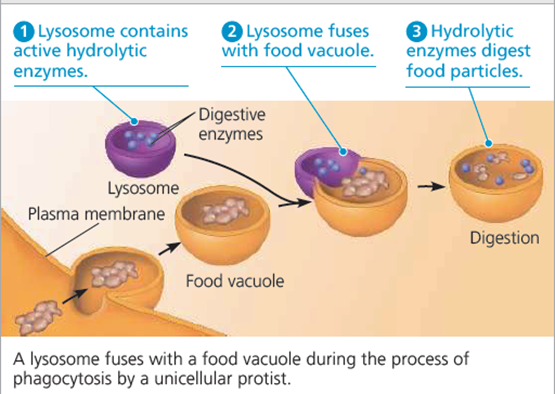 1 Lysosome contains
active hydrolytic
enzymes.
2 Lysosome fuses
with food vacuole.
3 Hydrolytic
enzymes digest
food particles.
Digestive
enzymes
Lysosome
Plasma membrane
Food vacuole
Digestion
A lysosome fuses with a food vacuole during the process of
phagocytosis by a unicellular protist.